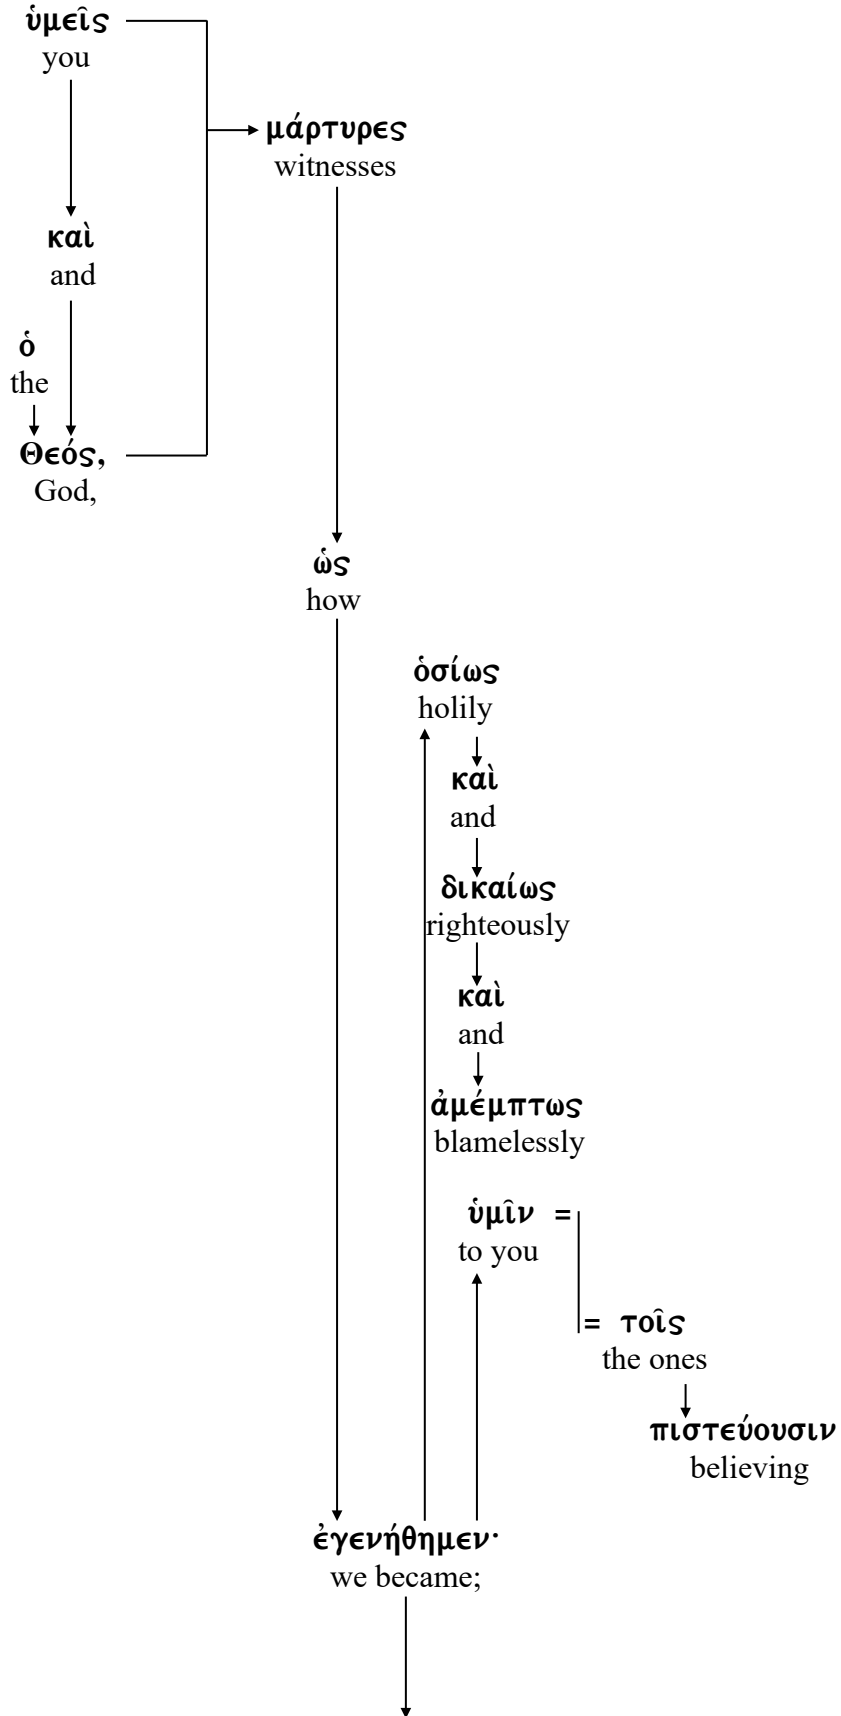 ὑμεῖς
you
μάρτυρες
witnesses
καὶ
and
ὁ
the
Θεός,
God,
ὡς
how
ὁσίως
holily
καὶ
and
δικαίως
righteously
καὶ
and
ἀμέμπτως
blamelessly
ὑμῖν =
to you
= τοῖς
the ones
πιστεύουσιν
believing
ἐγενήθημεν·
we became;